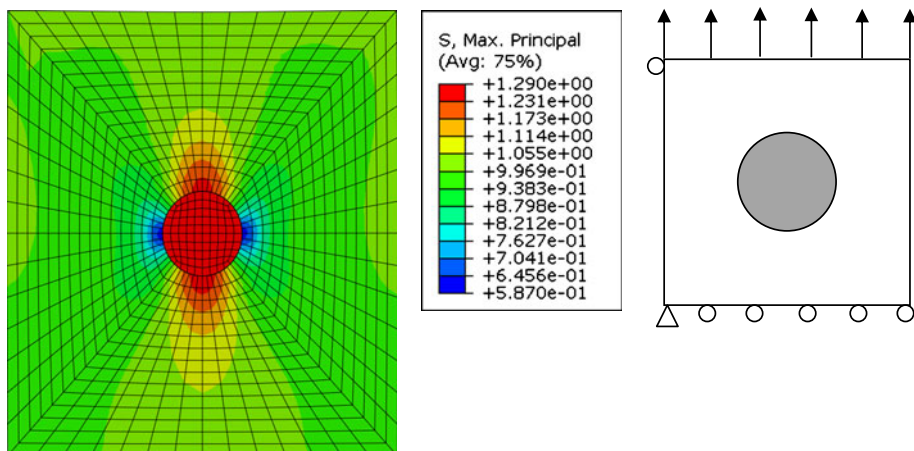 S, Max. Principal
(Avg: 75%)
+1.290e+00
+1.231e+00
+1.173e+00
+1.114e+00
+1.055e+00
+9.969e-01
+9.383e-01
+8.798e-01
+8.212e-01
+7.627e-01
+7.041e-01
+6.456e-01
+5.870e-01